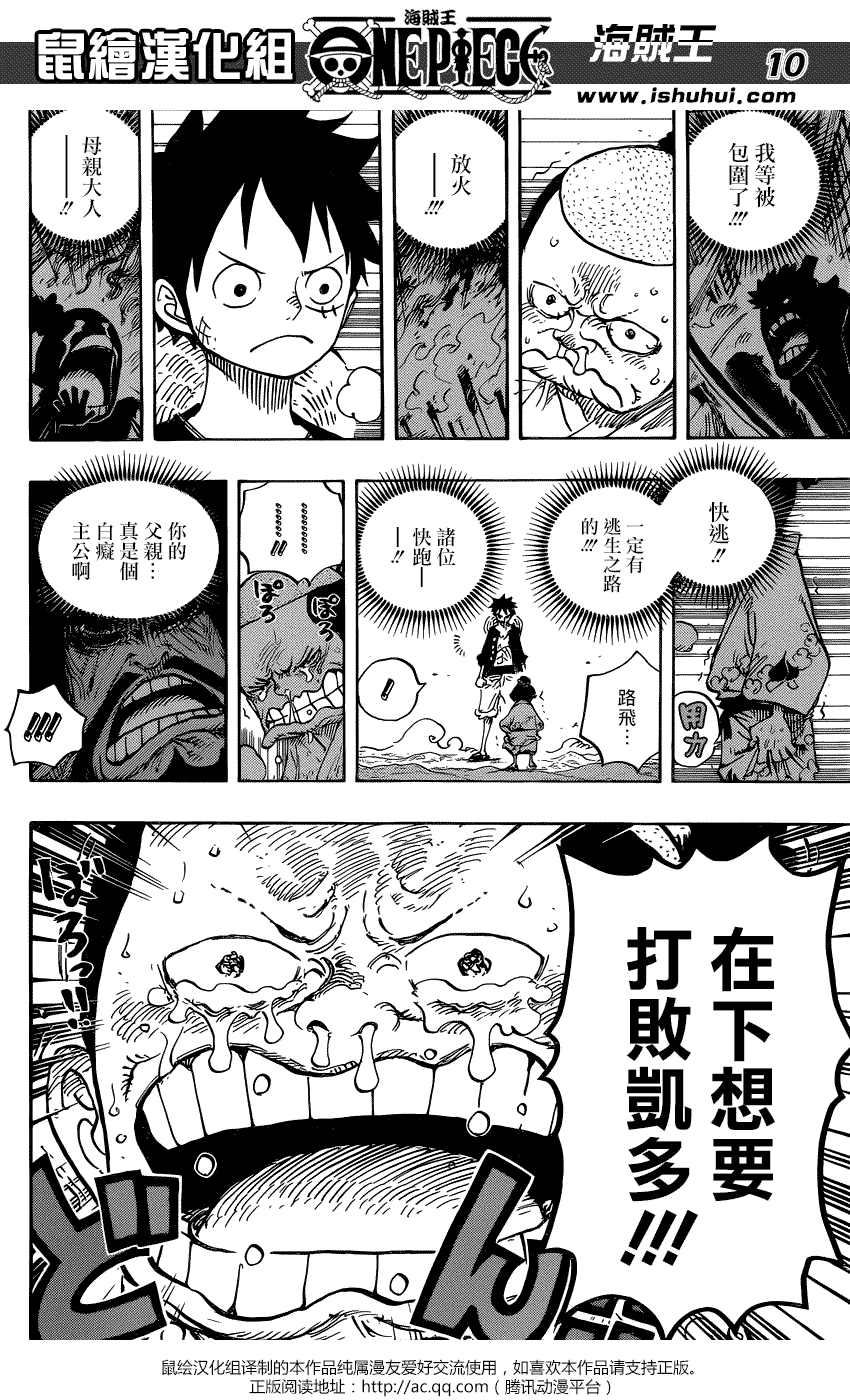 鼠繪漢化組
海賊王
ONE PIECE
海賊王
10
www.ishuhui.com
我等被
包圍了!!!
放火
——!!!
母親大人
——!!
快逃!!
用力
一定有
逃生之路
的!!!
路飛…
諸位
快跑—
—!!
!
…………!!
ぽろ
ぽろ
你的
父親…
真是個
白癡
主公啊
!!!
在下想要
打敗凱多!!!
ぼろっ!!
どん
鼠绘汉化组译制的本作品纯属漫友爱好交流使用，如喜欢本作品请支持正版。
正版阅读地址：http://ac.qq.com（腾讯动漫平台）